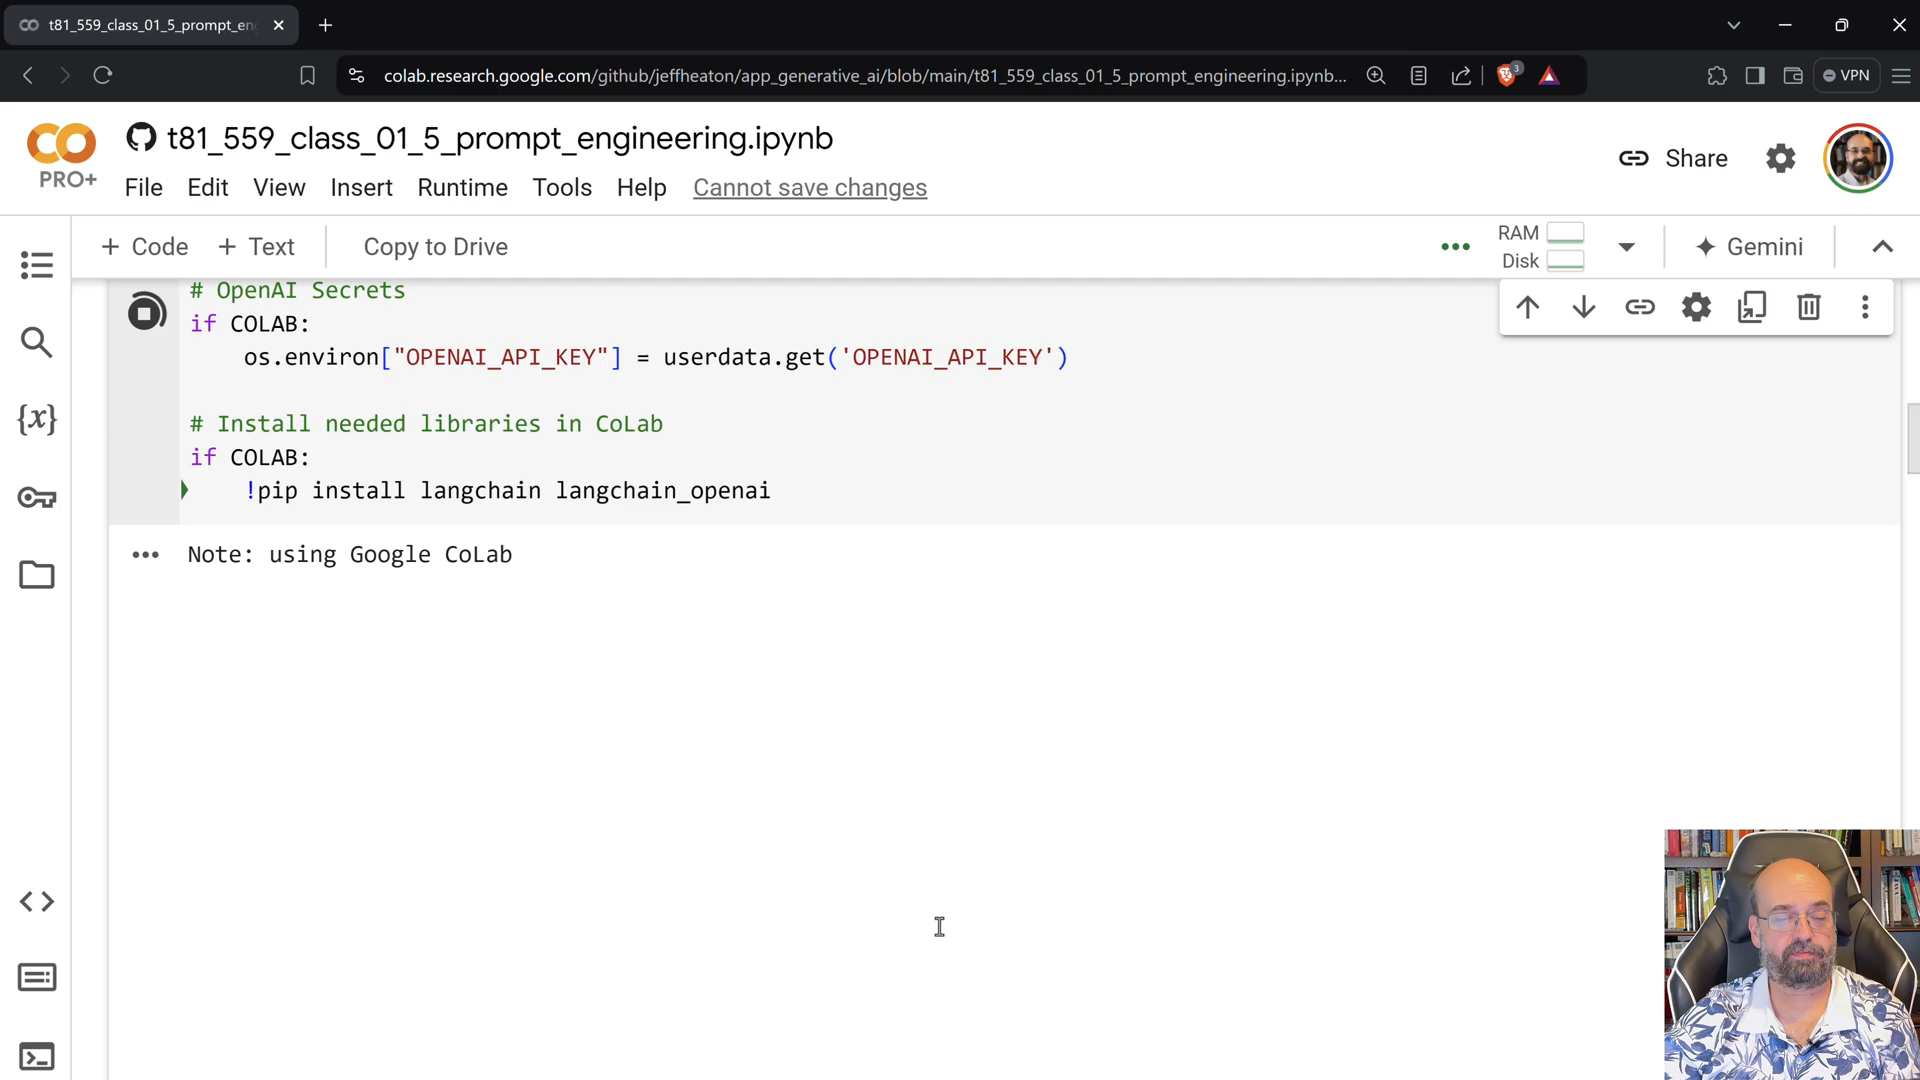 t81_559_class_01_5_prompt_en
colab.research.google.com/github/jeffheaton/app_generative_ai/blob/main/t81_559_class_01_5_prompt_engineering.ipynb...
3
VPN
PRO+
t81_559_class_01_5_prompt_engineering.ipynb
File Edit View Insert Runtime Tools Help Cannot save changes
Share
+ Code + Text Copy to Drive
RAM
Disk
Gemini
# OpenAI Secrets
if COLAB:
os.environ["OPENAI_API_KEY"] = userdata.get('OPENAI_API_KEY')
# Install needed libraries in CoLab
if COLAB:
!pip install langchain langchain_openai
Note: using Google CoLab